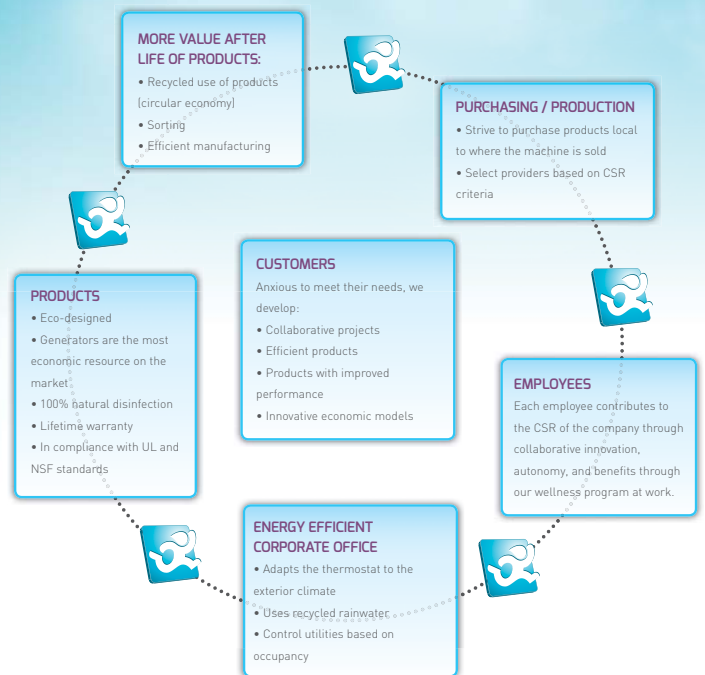 MORE VALUE AFTER
LIFE OF PRODUCTS:
• Recycled use of products
(circular economy)
• Sorting
• Efficient manufacturing
PURCHASING / PRODUCTION
• Strive to purchase products local
to where the machine is sold
• Select providers based on CSR
criteria
CUSTOMERS
Anxious to meet their needs, we
develop:
• Collaborative projects
• Efficient products
• Products with improved
performance
• Innovative economic models
PRODUCTS
• Eco-designed
• Generators are the most
economic resource on the
market
• 100% natural disinfection
• Lifetime warranty
• In compliance with UL and
NSF standards
EMPLOYEES
Each employee contributes to
the CSR of the company through
collaborative innovation,
autonomy, and benefits through
our wellness program at work.
ENERGY EFFICIENT
CORPORATE OFFICE
• Adapts the thermostat to the
exterior climate
• Uses recycled rainwater
• Control utilities based on
occupancy